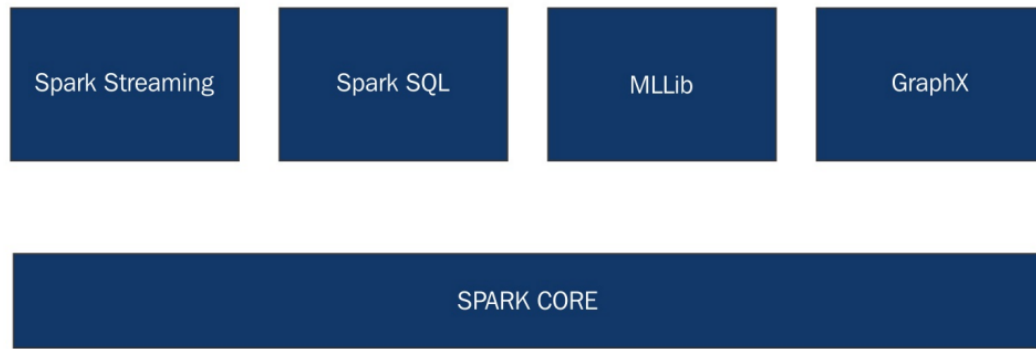 Spark Streaming
Spark SQL
MLLib
GraphX
SPARK CORE